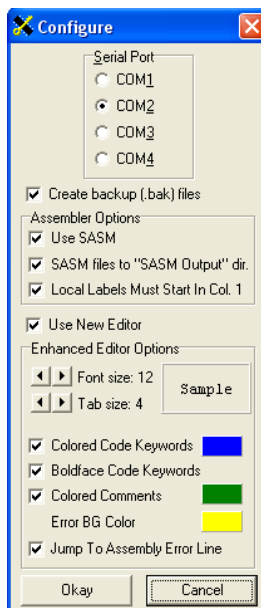 Configure
Serial Port
COM1
COM2
COM3
COM4
Create backup (.bak) files
Assembler Options
Use SASM
SASM files to "SASM Output" dir.
Local Labels Must Start In Col. 1
Use New Editor
Enhanced Editor Options
Font size: 12
Sample
Tab size: 4
Colored Code Keywords
Boldface Code Keywords
Colored Comments
Error BG Color
Jump To Assembly Error Line
Okay Cancel